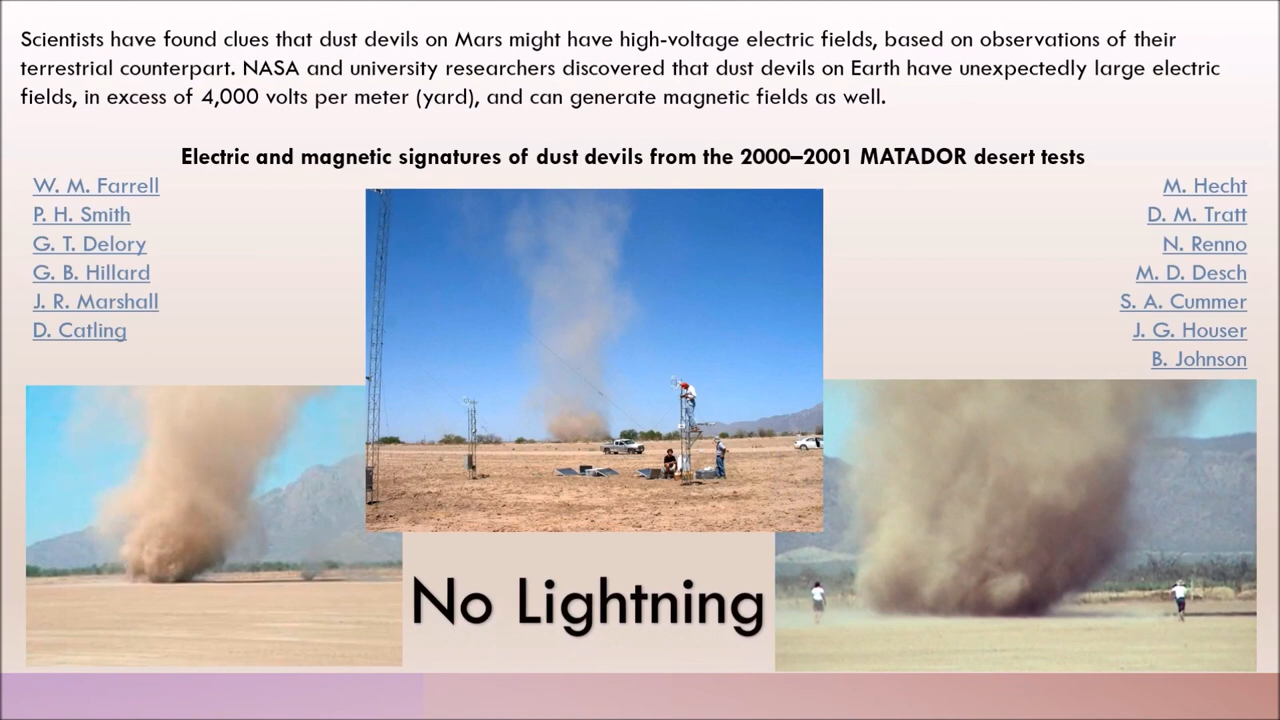 Scientists have found clues that dust devils on Mars might have high-voltage electric fields, based on observations of their
terrestrial counterpart. NASA and university researchers discovered that dust devils on Earth have unexpectedly large electric
fields, in excess of 4,000 volts per meter (yard), and can generate magnetic fields as well.
Electric and magnetic signatures of dust devils from the 2000–2001 MATADOR desert tests
W. M. Farrell
P. H. Smith
G. T. Delory
G. B. Hillard
J. R. Marshall
D. Catling
M. Hecht
D. M. Tratt
N. Renno
M. D. Desch
S. A. Cummer
J. G. Houser
B. Johnson
No Lightning